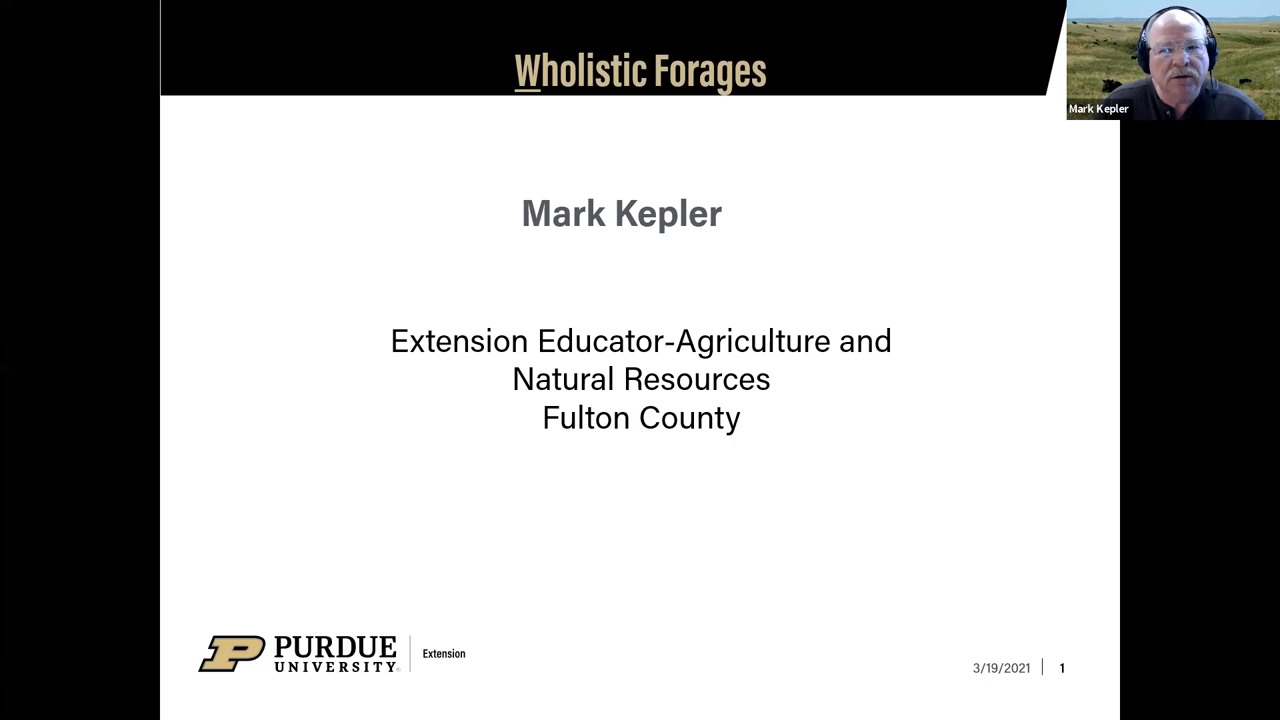 Wholistic Forages
Mark Kepler
Mark Kepler
Extension Educator-Agriculture and
Natural Resources
Fulton County
PURDUE
UNIVERSITY
Extension
3/19/2021
1